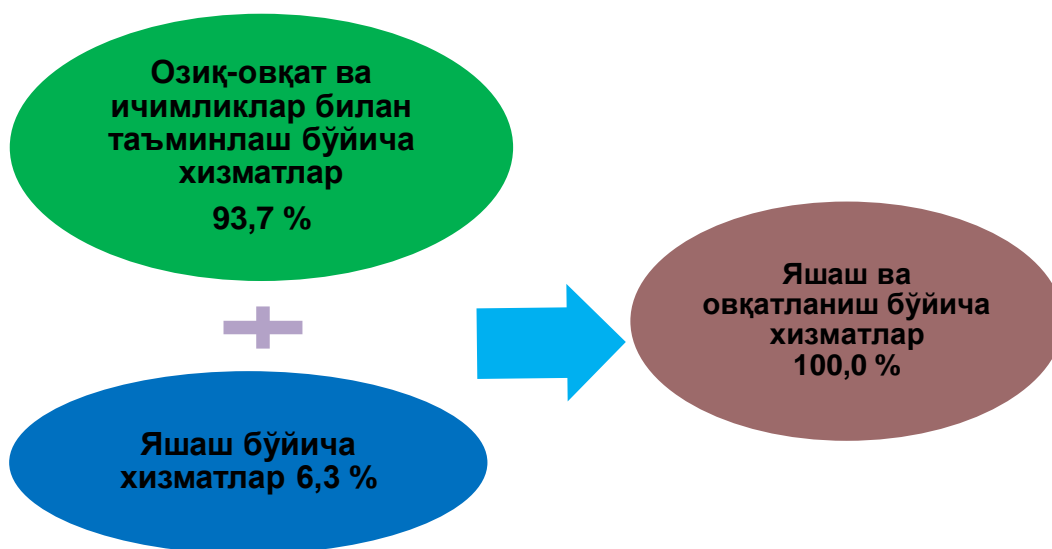 Озиқ-овқат ва
ичимликлар билан
таъминлаш бўйича
хизматлар
93,7 %
Яшаш бўйича
хизматлар 6,3 %
Яшаш ва
овқатланиш бўйича
хизматлар
100,0 %